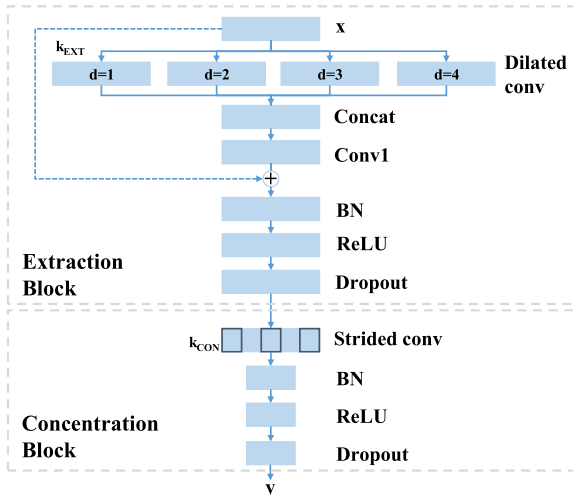 x
kEXT
d=1 d=2 d=3 d=4
Dilated
conv
Concat
Conv1
+
BN
ReLU
Dropout
Extraction
Block
kCON
Strided conv
BN
ReLU
Dropout
Concentration
Block
y